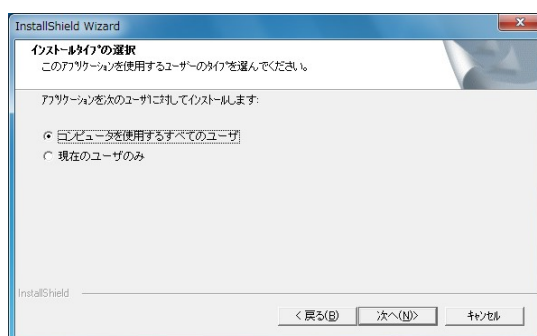 InstallShield Wizard
インストールタイプの選択
このアプリケーションを使用するユーザーのタイプを選んでください。
アプリケーションを次のユーザに対してインストールします:
コンピュータを使用するすべてのユーザ
現在のユーザのみ
InstallShield
< 戻る(B)
次へ(N)>
キャンセル